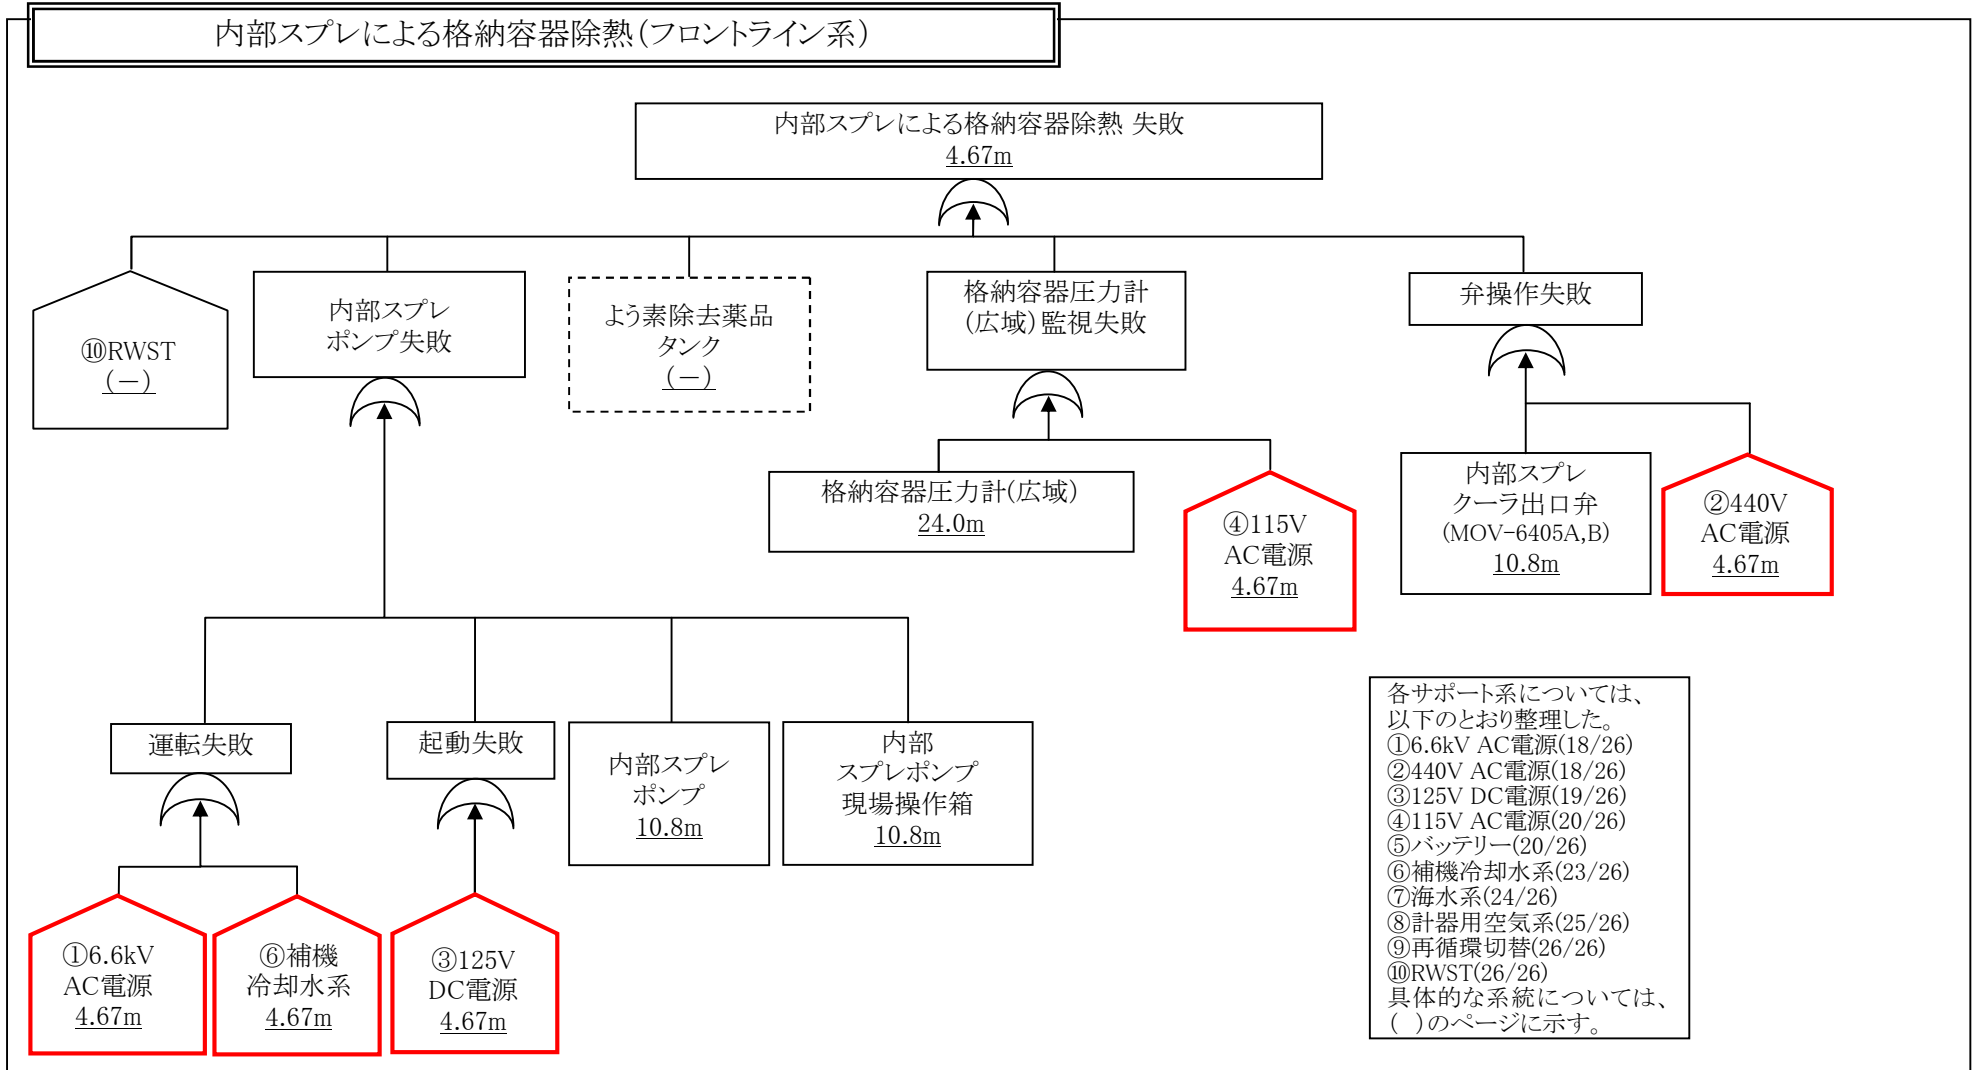 内部スプレによる格納容器除熱(フロントライン系)
内部スプレによる格納容器除熱 失敗
4.67m
⑩RWST
(－)
内部スプレ
ポンプ失敗
よう素除去薬品
タンク
(－)
格納容器圧力計
(広域)監視失敗
弁操作失敗
格納容器圧力計(広域)
24.0m
④115V
AC電源
4.67m
内部スプレ
クーラ出口弁
(MOV-6405A,B)
10.8m
②440V
AC電源
4.67m
運転失敗
起動失敗
内部スプレ
ポンプ
10.8m
内部
スプレポンプ
現場操作箱
10.8m
①6.6kV
AC電源
4.67m
⑥補機
冷却水系
4.67m
③125V
DC電源
4.67m
各サポート系については、
以下のとおり整理した。
①6.6kV AC電源(18/26)
②440V AC電源(18/26)
③125V DC電源(19/26)
④115V AC電源(20/26)
⑤バッテリー(20/26)
⑥補機冷却水系(23/26)
⑦海水系(24/26)
⑧計器用空気系(25/26)
⑨再循環切替(26/26)
⑩RWST(26/26)
具体的な系統については、
( )のページに示す。